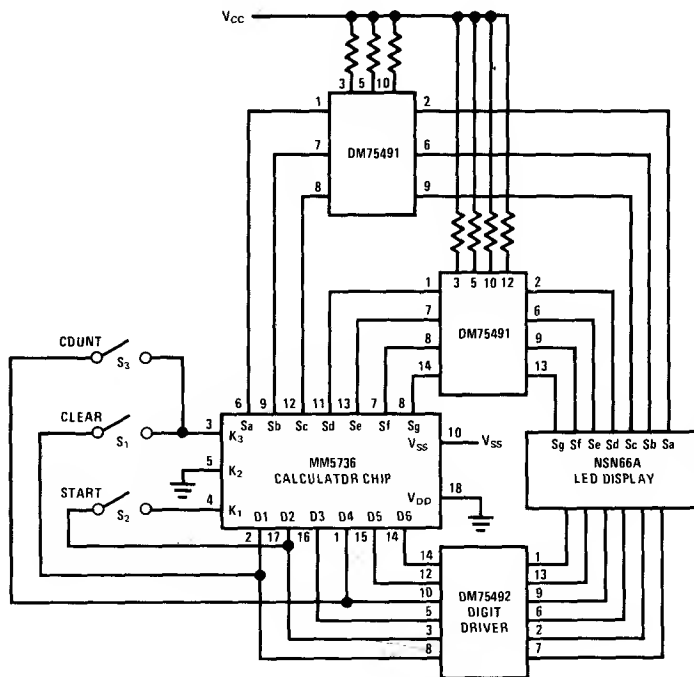 VCC
3 5 10
1 DM75491 2
7 6
8 9
3 5 10 12
1 DM75491 2
7 6
8 9
14 13
COUNT
S3
CLEAR
S1
START
S2
6 9 12 11 13 7 8
Sa Sb Sc Sd Se Sf Sg
3 K3
5 K2
4 K1
VSS 10 VSS
MM5736
CALCULATOR CHIP
VDD 18
D1 D2 D3 D4 D5 D6
2 17 16 1 15 14
Sg Sf Se Sd Sc Sb Sa
NSN66A
LED DISPLAY
14 1
12 13
10 9
5 6
3 2
8 7
DM75492
DIGIT
DRIVER